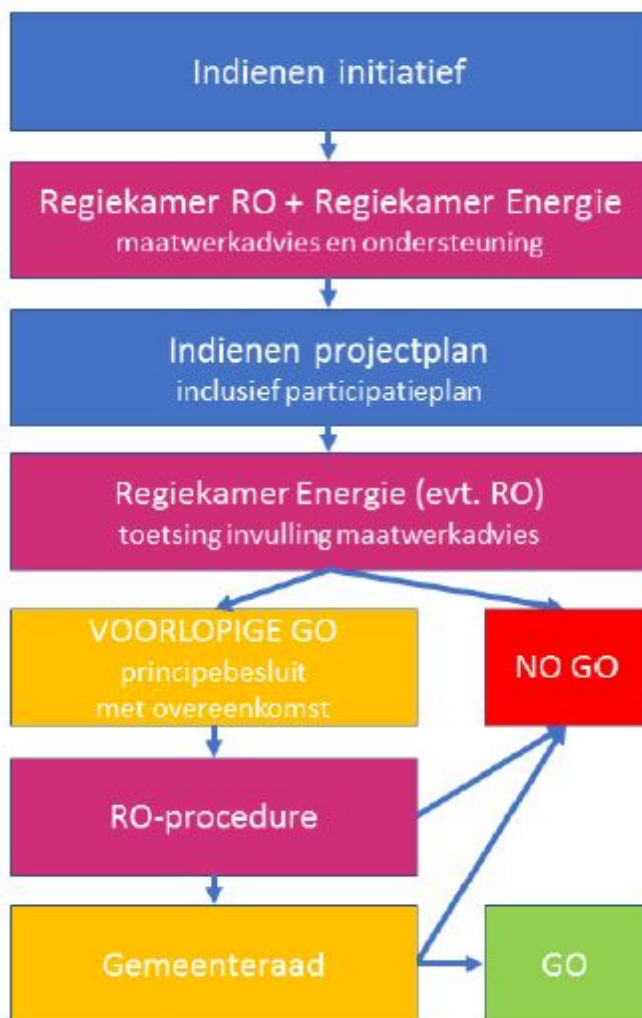 Indienen initiatief
Regiekamer RO + Regiekamer Energie
maatwerkadvies en ondersteuning
Indienen projectplan
inclusief participatieplan
Regiekamer Energie (evt. RO)
toetsing invulling maatwerkadvies
VOORLOPIGE GO
principebesluit
met overeenkomst
NO GO
RO-procedure
Gemeenteraad
GO